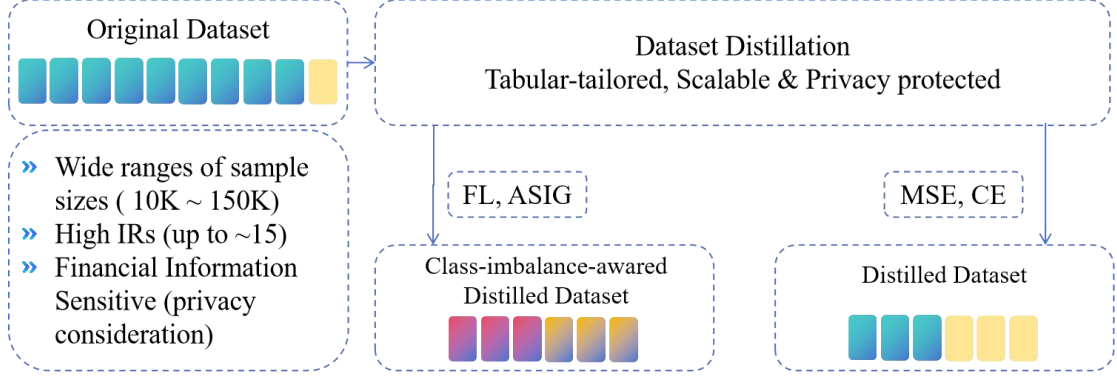 Original Dataset
Dataset Distillation
Tabular-tailored, Scalable & Privacy protected
Wide ranges of sample
sizes ( 10K ~ 150K)
High IRs (up to ~15)
Financial Information
Sensitive (privacy
consideration)
FL, ASIG
MSE, CE
Class-imbalance-awared
Distilled Dataset
Distilled Dataset